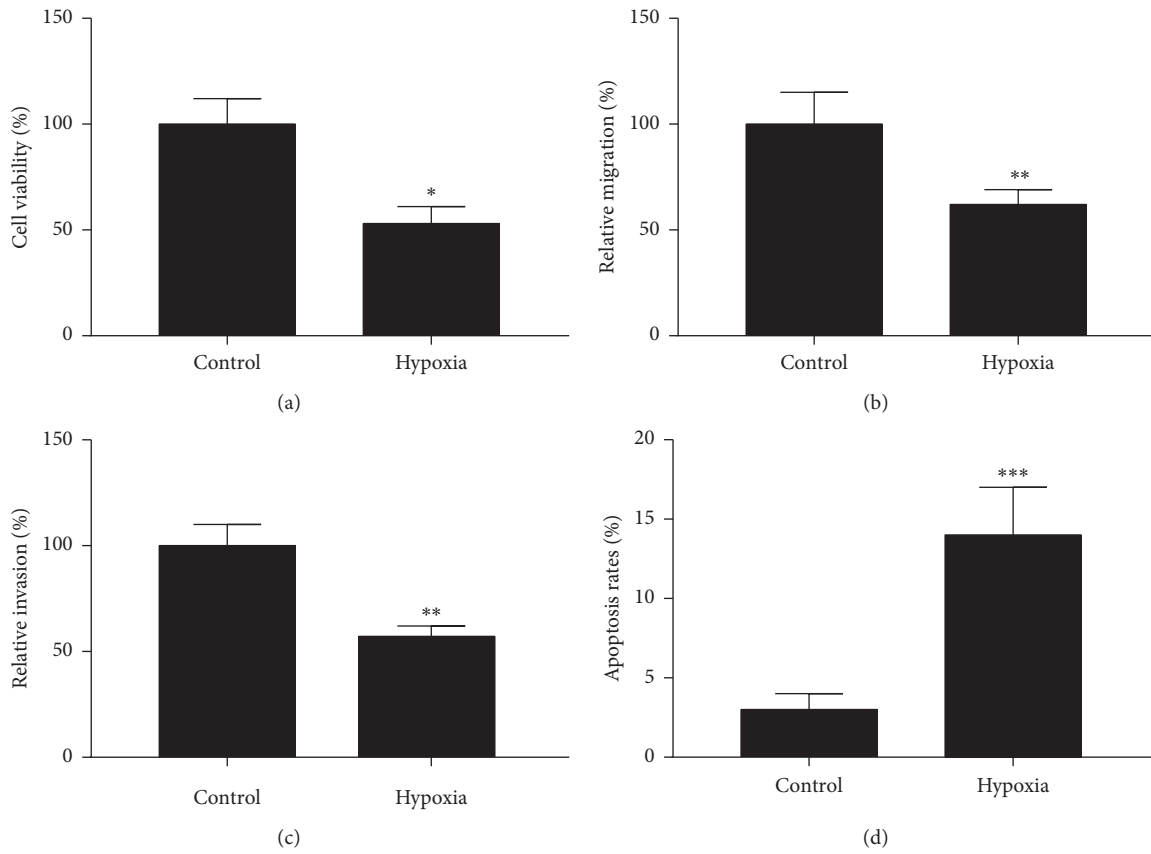 150
100
50
0
Cell viability (%)
*
Control
Hypoxia
(a)
150
100
50
0
Relative migration (%)
**
Control
Hypoxia
(b)
150
100
50
0
Relative invasion (%)
**
Control
Hypoxia
(c)
20
15
10
5
0
Apoptosis rates (%)
***
Control
Hypoxia
(d)